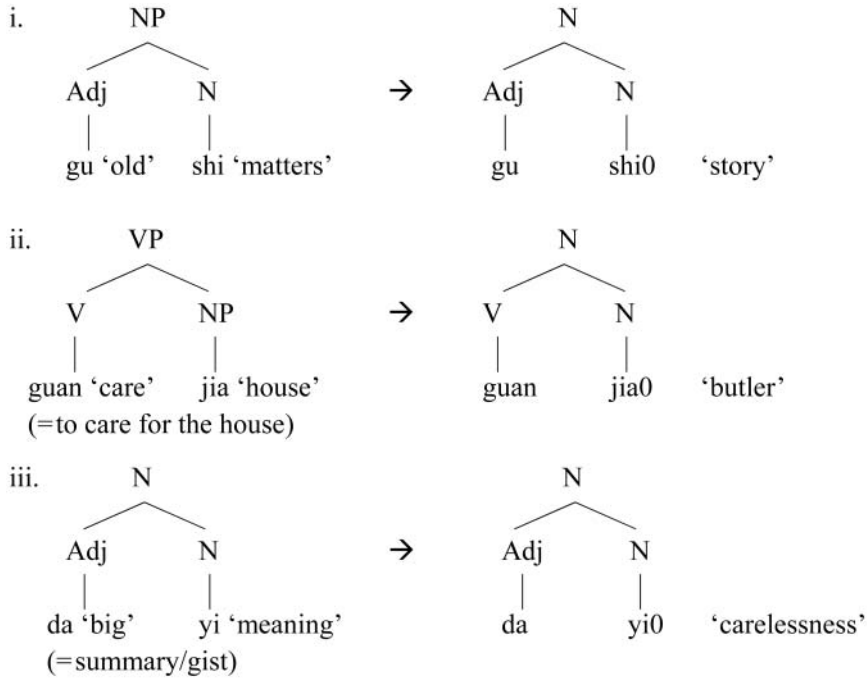 i. NP N
Adj N → Adj N
gu ‘old’ shi ‘matters’ gu shi0 ‘story’
ii. VP N
V NP → V N
guan ‘care’ jia ‘house’ guan jia0 ‘butler’
(=to care for the house)
iii. N N
Adj N → Adj N
da ‘big’ yi ‘meaning’ da yi0 ‘carelessness’
(=summary/gist)